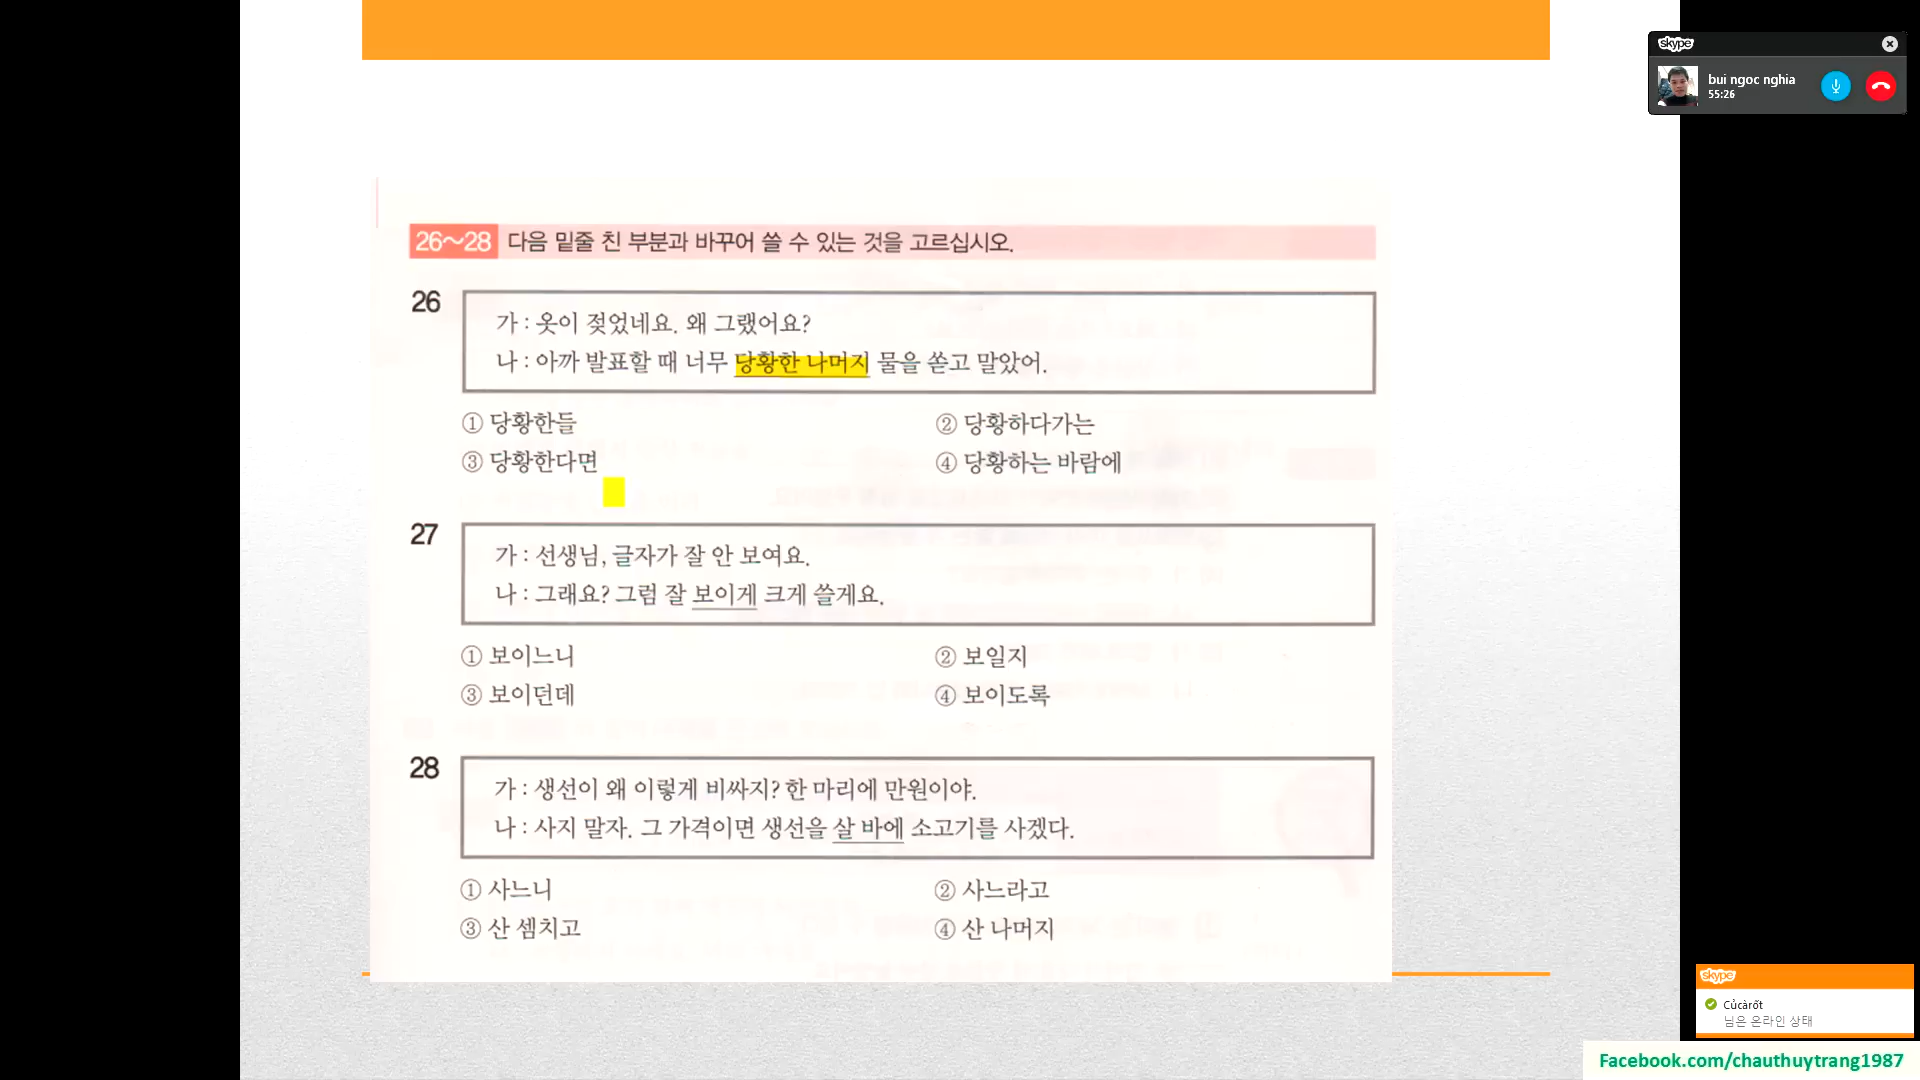 skype
bui ngoc nghia
55:26
26~28 다음 밑줄 친 부분과 바꾸어 쓸 수 있는 것을 고르십시오.
26
가 : 옷이 젖었네요. 왜 그랬어요?
나 : 아까 발표할 때 너무 당황한 나머지 물을 쏟고 말았어.
① 당황한들
② 당황하다가는
③ 당황한다면
④ 당황하는 바람에
27
가 : 선생님, 글자가 잘 안 보여요.
나 : 그래요? 그럼 잘 보이게 크게 쓸게요.
① 보이느니
② 보일지
③ 보이던데
④ 보이도록
28
가 : 생선이 왜 이렇게 비싸지? 한 마리에 만원이야.
나 : 사지 말자. 그 가격이면 생선을 살 바에 소고기를 사겠다.
① 사느니
② 사느라고
③ 산 셈치고
④ 산 나머지
skype
Củcàrốt
님은 온라인 상태
Facebook.com/chauthuytrang1987